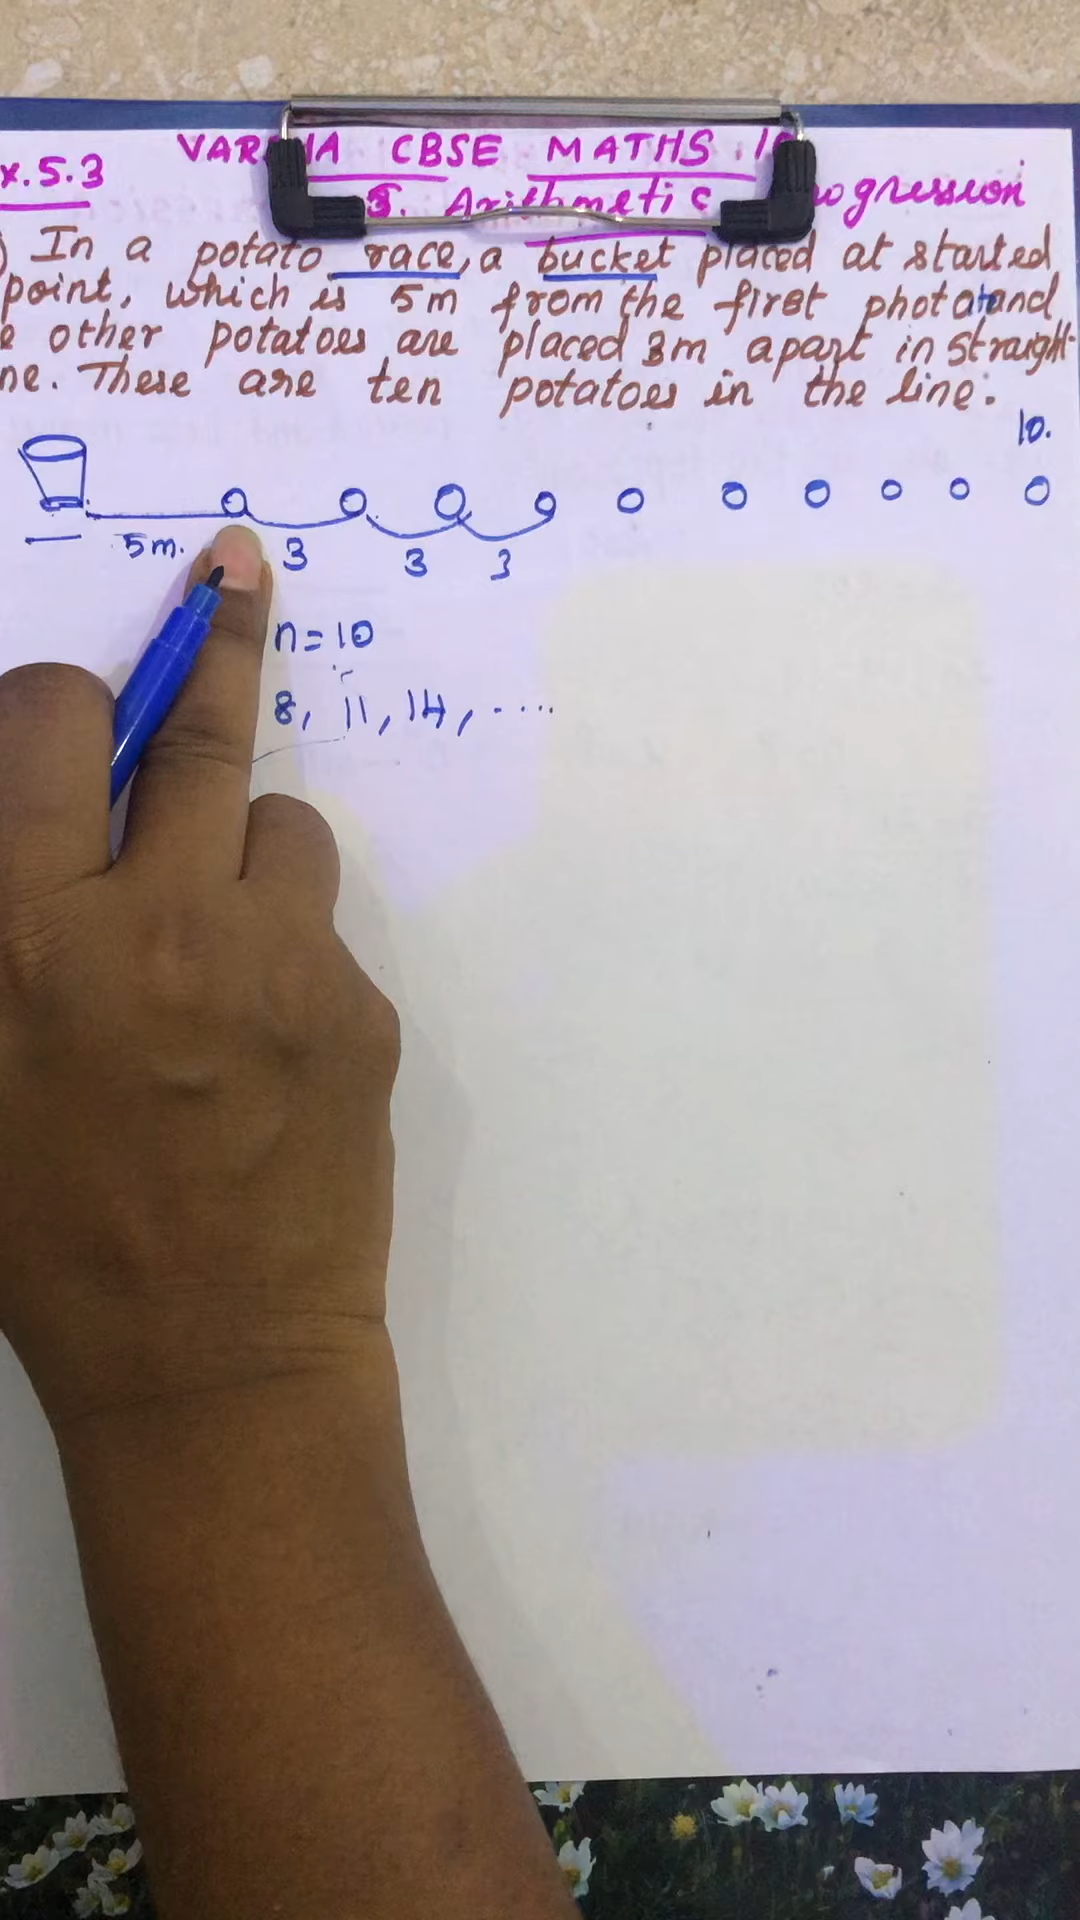 CBSE MATHS
x.5.3
5. Arithmetic
) In a potato race, a bucket placed at started
point, which is 5m from the first and
e other potatoes are placed 3m apart in straight-
ne. These are ten potatoes in the line.
10.
5m. 3 3 3
n=10
8, 11, 14, ....